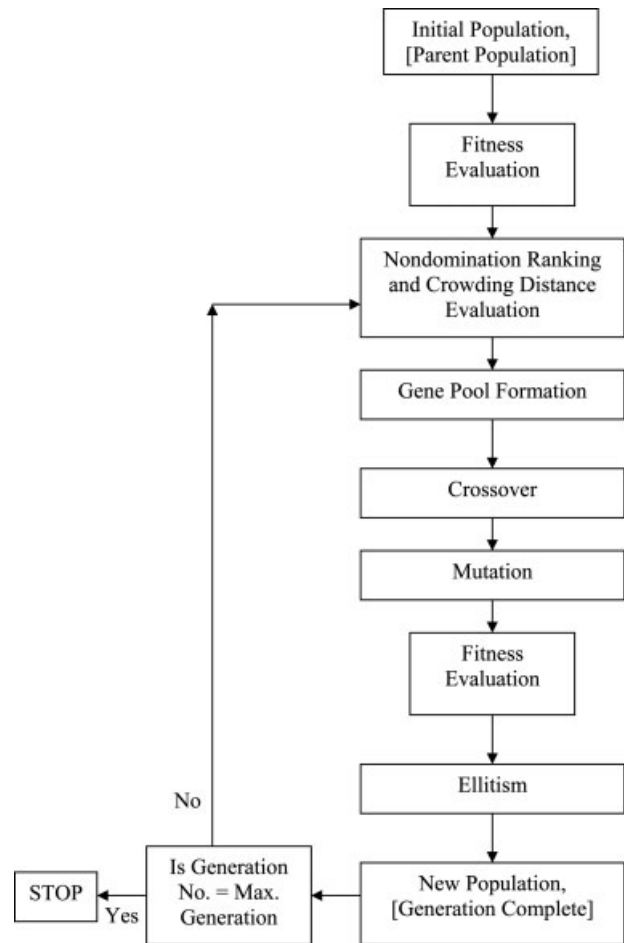 Initial Population,
[Parent Population]
Fitness
Evaluation
Nondomination Ranking
and Crowding Distance
Evaluation
Gene Pool Formation
Crossover
Mutation
Fitness
Evaluation
Ellitism
No
New Population,
[Generation Complete]
Is Generation
No. = Max.
Generation
Yes
STOP